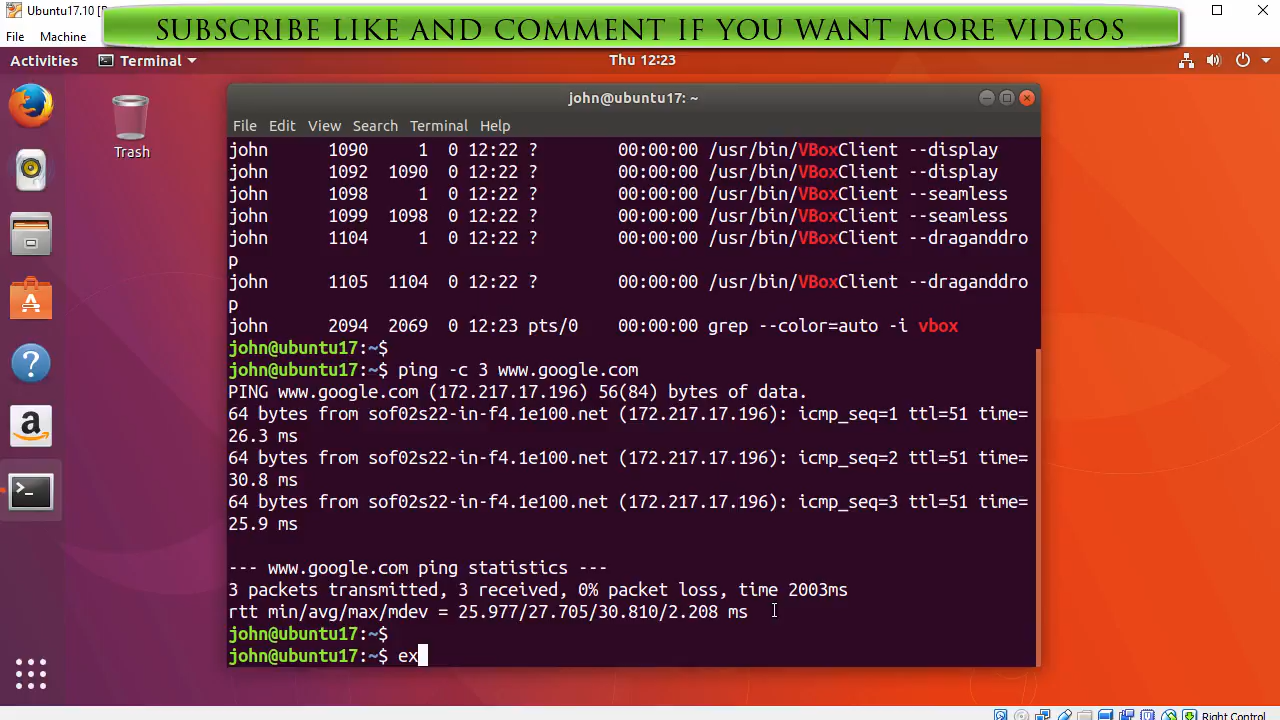 Ubuntu17.10 [
SUBSCRIBE LIKE AND COMMENT IF YOU WANT MORE VIDEOS
File Machine
Activities Terminal Thu 12:23
Trash
john@ubuntu17: ~
File Edit View Search Terminal Help
john 1090 1 0 12:22 ? 00:00:00 /usr/bin/VBoxClient --display
john 1092 1090 0 12:22 ? 00:00:00 /usr/bin/VBoxClient --display
john 1098 1 0 12:22 ? 00:00:00 /usr/bin/VBoxClient --seamless
john 1099 1098 0 12:22 ? 00:00:00 /usr/bin/VBoxClient --seamless
john 1104 1 0 12:22 ? 00:00:00 /usr/bin/VBoxClient --draganddro
p
john 1105 1104 0 12:22 ? 00:00:00 /usr/bin/VBoxClient --draganddro
p
john 2094 2069 0 12:23 pts/0 00:00:00 grep --color=auto -i vbox
john@ubuntu17:~$
john@ubuntu17:~$ ping -c 3 www.google.com
PING www.google.com (172.217.17.196) 56(84) bytes of data.
64 bytes from sof02s22-in-f4.1e100.net (172.217.17.196): icmp_seq=1 ttl=51 time=
26.3 ms
64 bytes from sof02s22-in-f4.1e100.net (172.217.17.196): icmp_seq=2 ttl=51 time=
30.8 ms
64 bytes from sof02s22-in-f4.1e100.net (172.217.17.196): icmp_seq=3 ttl=51 time=
25.9 ms
--- www.google.com ping statistics ---
3 packets transmitted, 3 received, 0% packet loss, time 2003ms
rtt min/avg/max/mdev = 25.977/27.705/30.810/2.208 ms
john@ubuntu17:~$
john@ubuntu17:~$ ex
Right Control